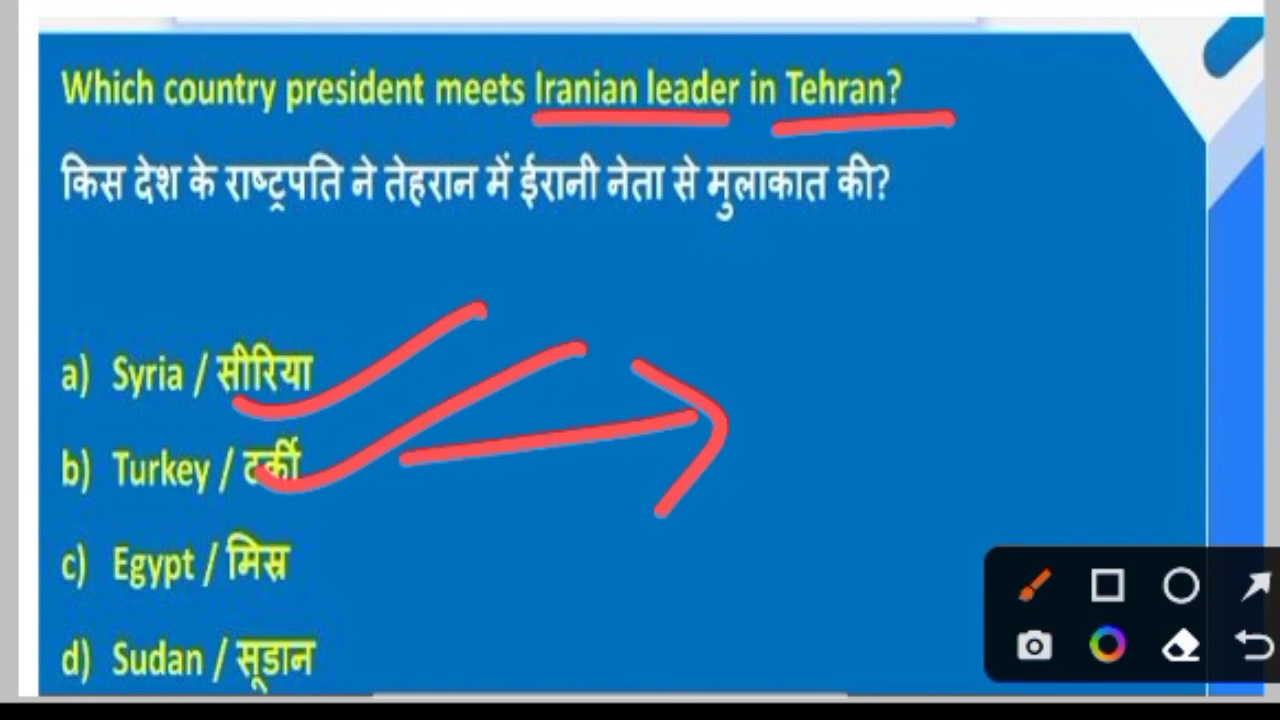 Which country president meets Iranian leader in Tehran?
किस देश के राष्ट्रपति ने तेहरान में ईरानी नेता से मुलाकात की?
a) Syria / सीरिया
b) Turkey / टर्की
c) Egypt / मिस्र
d) Sudan / सूडान